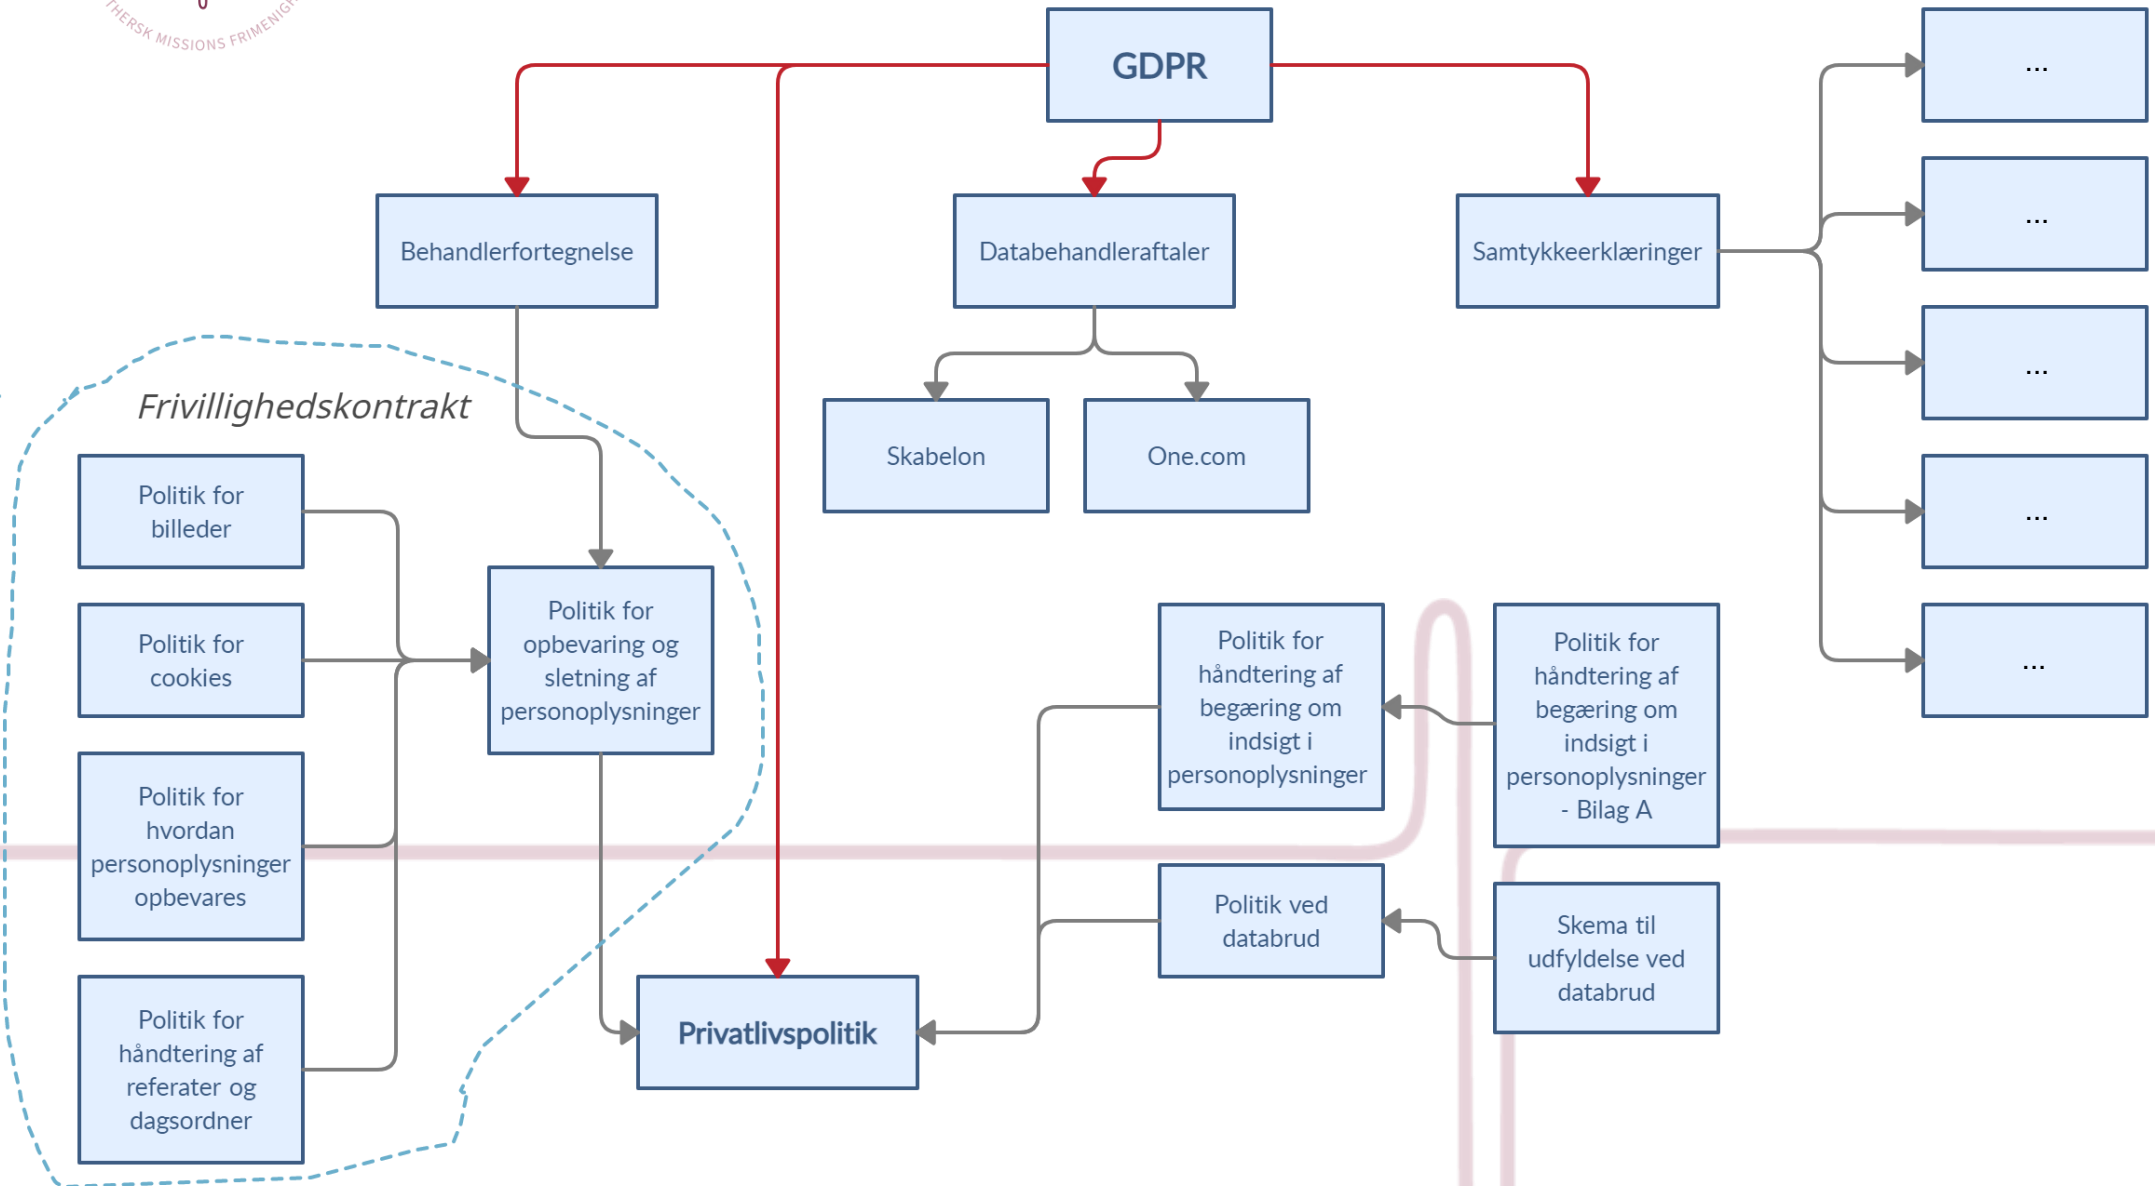 THERSK MISSIONS
GDPR
...
...
Behandlerfortegnelse
Databehandleraftaler
Samtykkeerklæringer
...
Frivillighedskontrakt
Skabelon
One.com
...
Politik for
billeder
Politik for
opbevaring og
sletning af
personoplysninger
Politik for
cookies
Politik for
håndtering af
begæring om
indsigt i
personoplysninger
Politik for
håndtering af
begæring om
indsigt i
personoplysninger
- Bilag A
...
Politik for
hvordan
personoplysninger
opbevares
Politik ved
databrud
Skema til
udfyldelse ved
databrud
Politik for
håndtering af
referater og
dagsordner
Privatlivspolitik